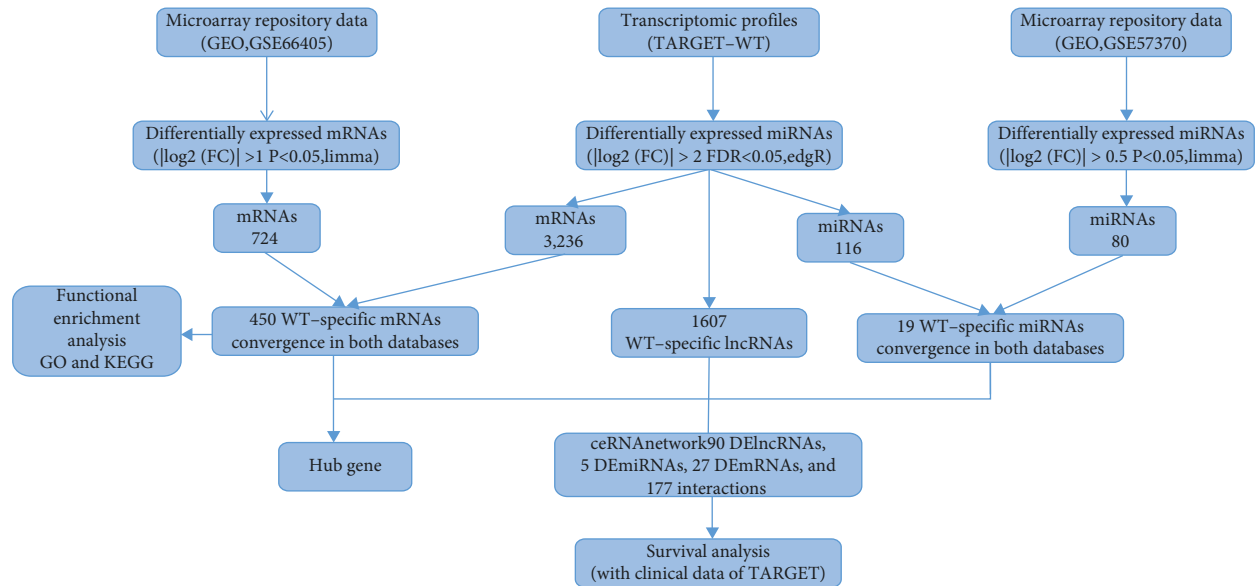 Microarray repository data
(GEO,GSE66405)
Transcriptomic profiles
(TARGET–WT)
Microarray repository data
(GEO,GSE57370)
Differentially expressed mRNAs
(|log2 (FC)| >1 P<0.05,limma)
Differentially expressed miRNAs
(|log2 (FC)| > 2 FDR<0.05,edgR)
Differentially expressed miRNAs
(|log2 (FC)| > 0.5 P<0.05,limma)
mRNAs
724
mRNAs
3,236
miRNAs
116
miRNAs
80
Functional
enrichment
analysis
GO and KEGG
450 WT–specific mRNAs
convergence in both databases
1607
WT–specific lncRNAs
19 WT–specific miRNAs
convergence in both databases
Hub gene
ceRNAnetwork90 DElncRNAs,
5 DEmiRNAs, 27 DEmRNAs, and
177 interactions
Survival analysis
(with clinical data of TARGET)